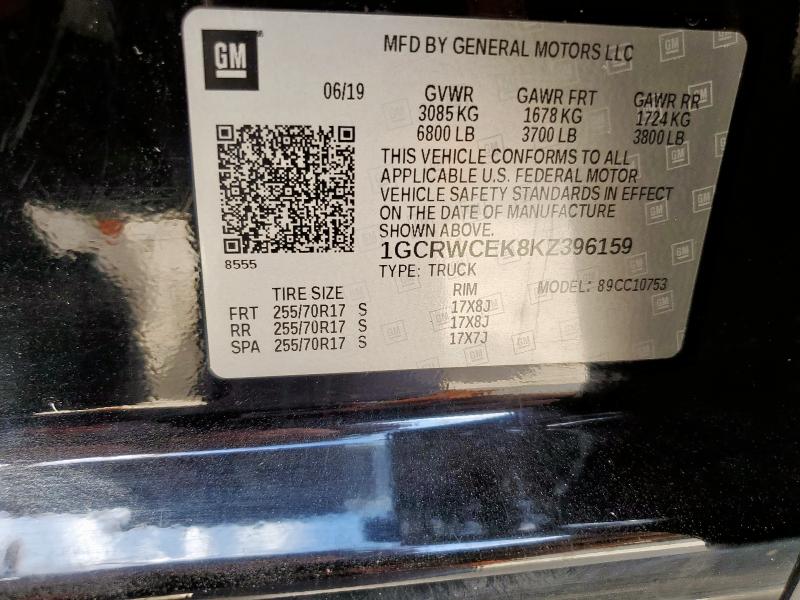 GM
MFD BY GENERAL MOTORS LLC
06/19 GVWR GAWR FRT GAWR RR
3085 KG 1678 KG 1724 KG
6800 LB 3700 LB 3800 LB
THIS VEHICLE CONFORMS TO ALL
APPLICABLE U.S. FEDERAL MOTOR
VEHICLE SAFETY STANDARDS IN EFFECT
ON THE DATE OF MANUFACTURE
SHOWN ABOVE.
1GCRWCEK8KZ396159
8555
TYPE: TRUCK
MODEL: 89CC10753
TIRE SIZE RIM
FRT 255/70R17 S 17X8J
RR 255/70R17 S 17X8J
SPA 255/70R17 S 17X7J